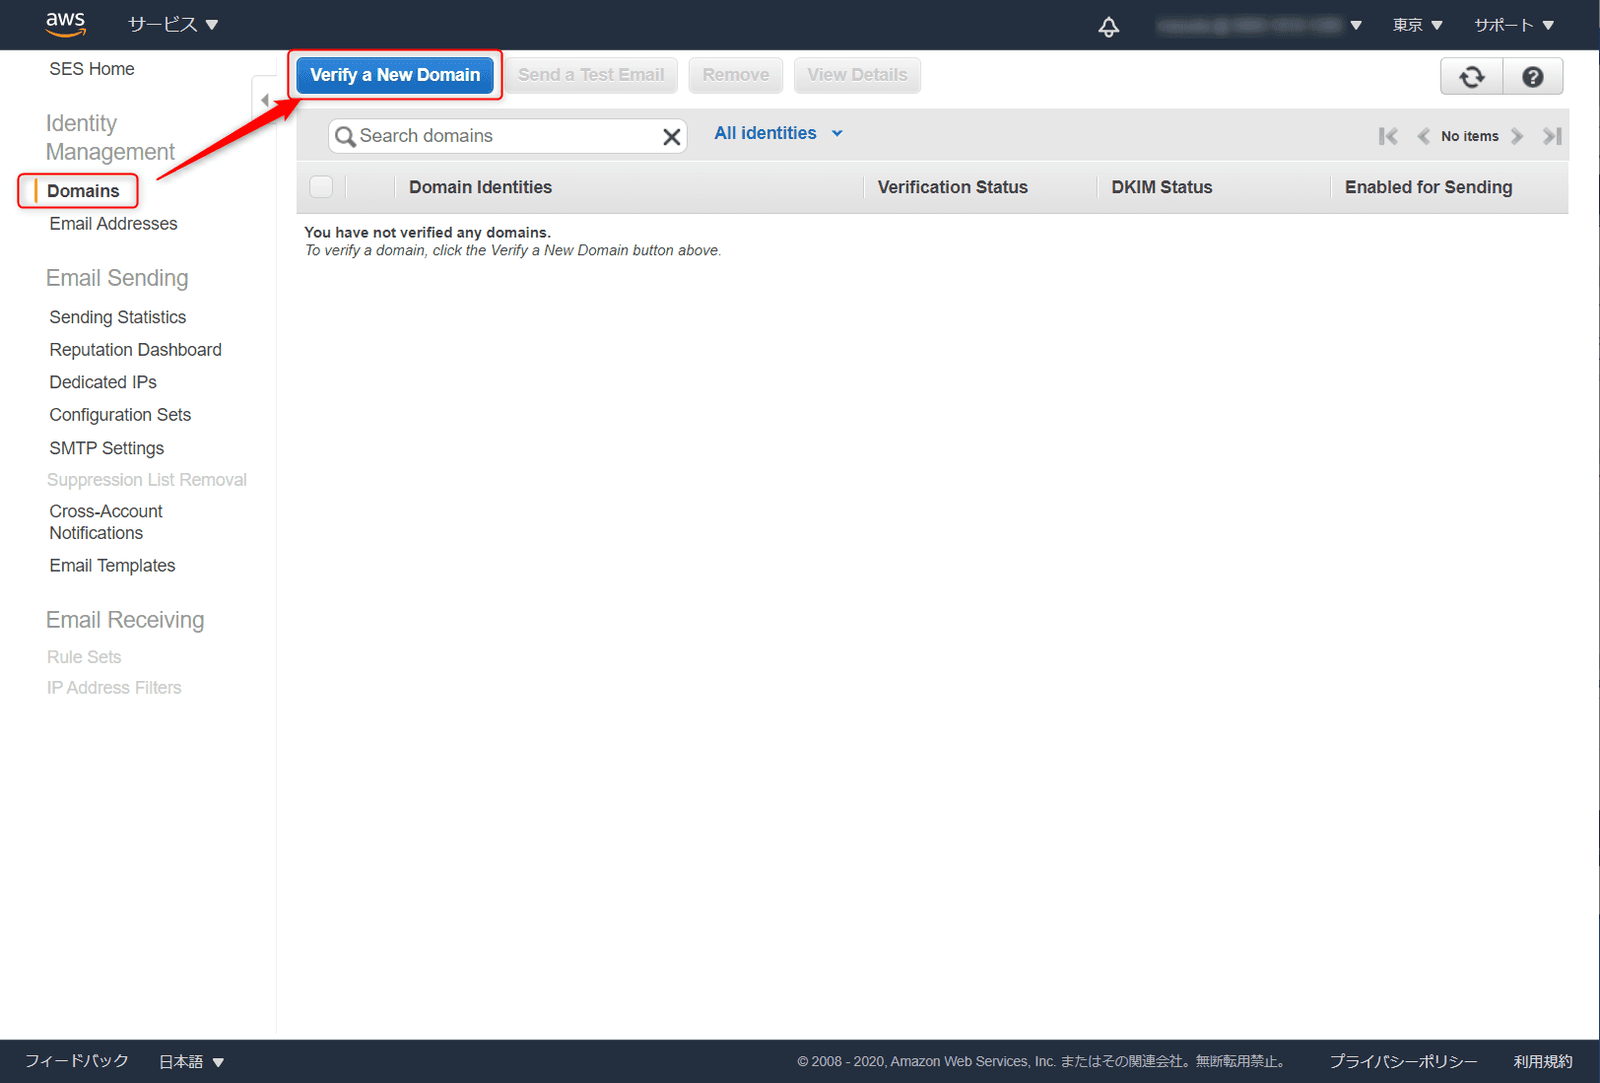 aws
サービス
東京
サポート
SES Home
Identity
Management
Domains
Email Addresses
Email Sending
Sending Statistics
Reputation Dashboard
Dedicated IPs
Configuration Sets
SMTP Settings
Suppression List Removal
Cross-Account
Notifications
Email Templates
Email Receiving
Rule Sets
IP Address Filters
Verify a New Domain
Send a Test Email
Remove
View Details
Search domains
All identities
No items
Domain Identities
Verification Status
DKIM Status
Enabled for Sending
You have not verified any domains.
To verify a domain, click the Verify a New Domain button above.
フィードバック
日本語
© 2008 - 2020, Amazon Web Services, Inc. またはその関連会社。無断転用禁止。
プライバシーポリシー
利用規約